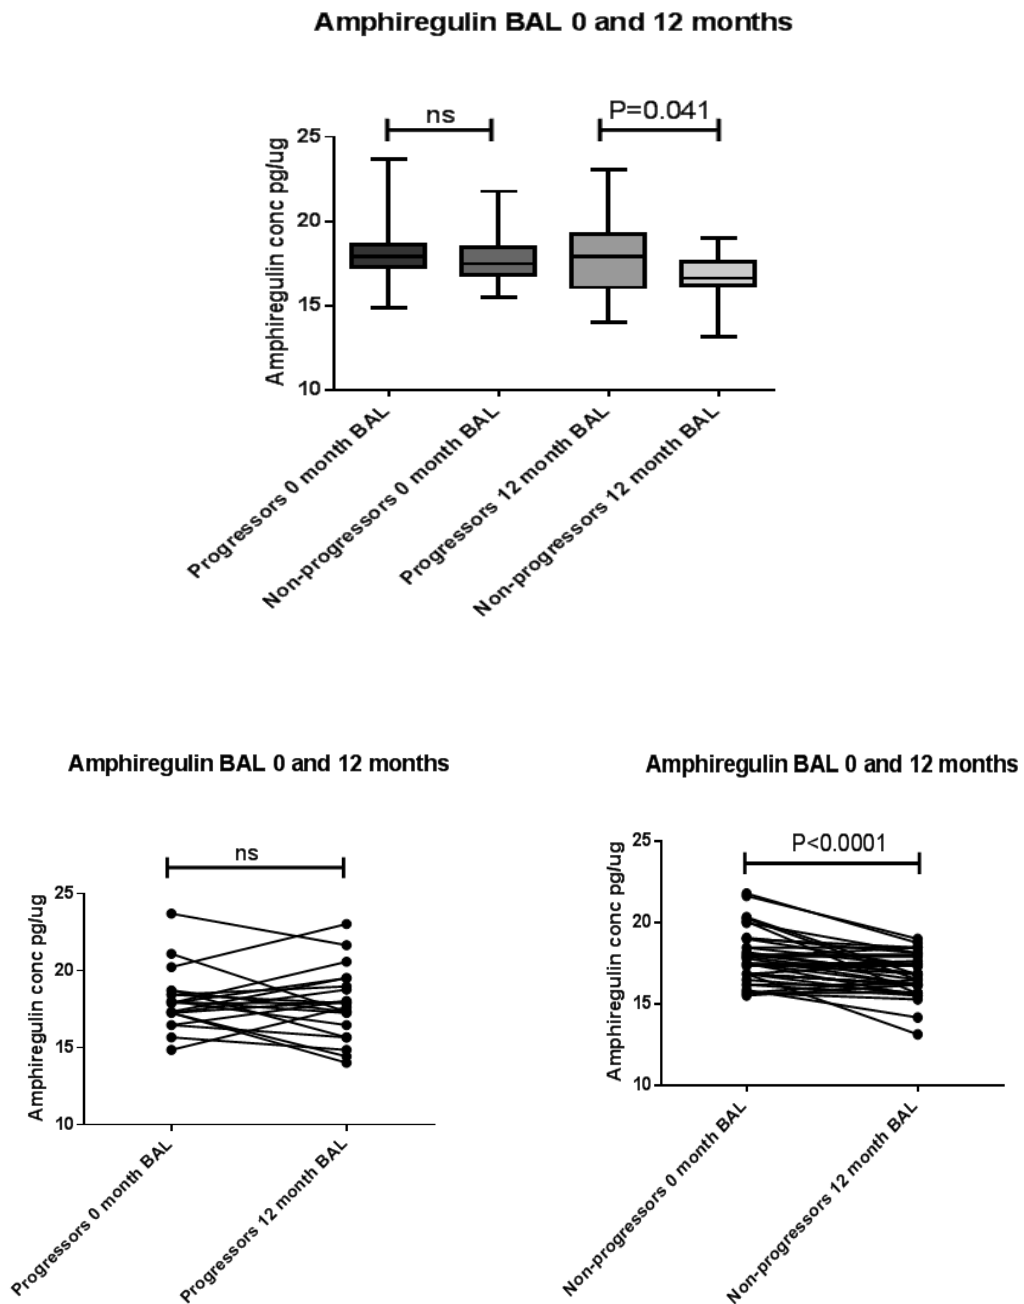 Amphiregulin BAL 0 and 12 months
ns
P=0.041
Amphiregulin conc pg/ug
25
20
15
10
Progressors 0 month BAL
Non-progressors 0 month BAL
Progressors 12 month BAL
Non-progressors 12 month BAL
Amphiregulin BAL 0 and 12 months
ns
Amphiregulin conc pg/ug
25
20
15
10
Progressors 0 month BAL
Progressors 12 month BAL
Amphiregulin BAL 0 and 12 months
P<0.0001
Amphiregulin conc pg/ug
25
20
15
10
Non-progressors 0 month BAL
Non-progressors 12 month BAL